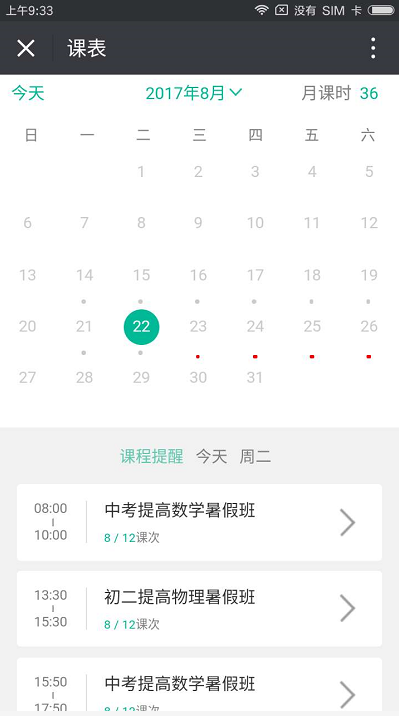 上午9:33 没有 SIM 卡
课表
今天 2017年8月 月课时 36
日 一 二 三 四 五 六
1 2 3 4 5
6 7 8 9 10 11 12
13 14 15 16 17 18 19
20 21 22 23 24 25 26
27 28 29 30 31
课程提醒 今天 周二
08:00
10:00
中考提高数学暑假班
8 / 12课次
13:30
15:30
初二提高物理暑假班
8 / 12课次
15:50
17:50
中考提高数学暑假班
8 / 12课次